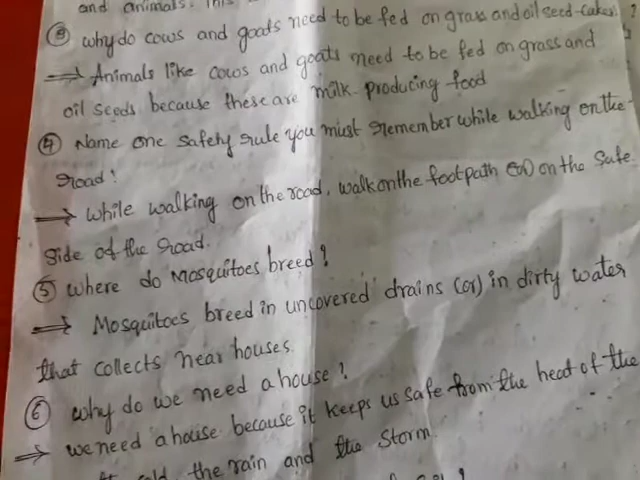 and animals. This
③ why do cows and goats need to be fed on grass and oil seed-cakes?
⇒ Animals like cows and goats need to be fed on grass and
oil seeds because these are milk-producing food
④ Name one safety rule you must remember while walking on the
road!
⇒ while walking on the road, walk on the footpath (or) on the safe
side of the road.
⑤ where do Mosquitoes breed?
⇒ Mosquitoes breed in uncovered drains (or) in dirty water
that collects near houses.
⑥ why do we need a house?
⇒ we need a house because it keeps us safe from the heat of the
cold, the rain and the storm.